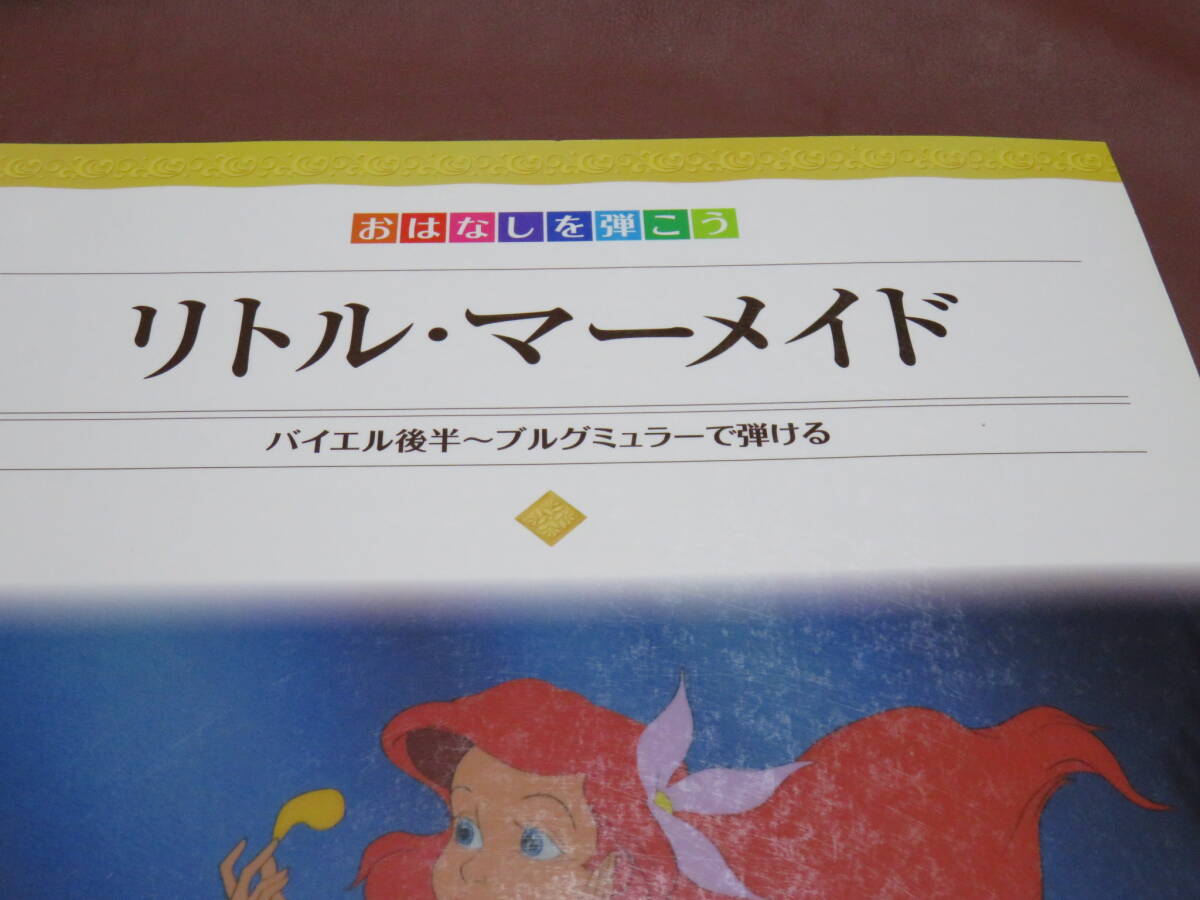 おはなしを弾こう
リトル・マーメイド
バイエル後半～ブルグミュラーで弾ける